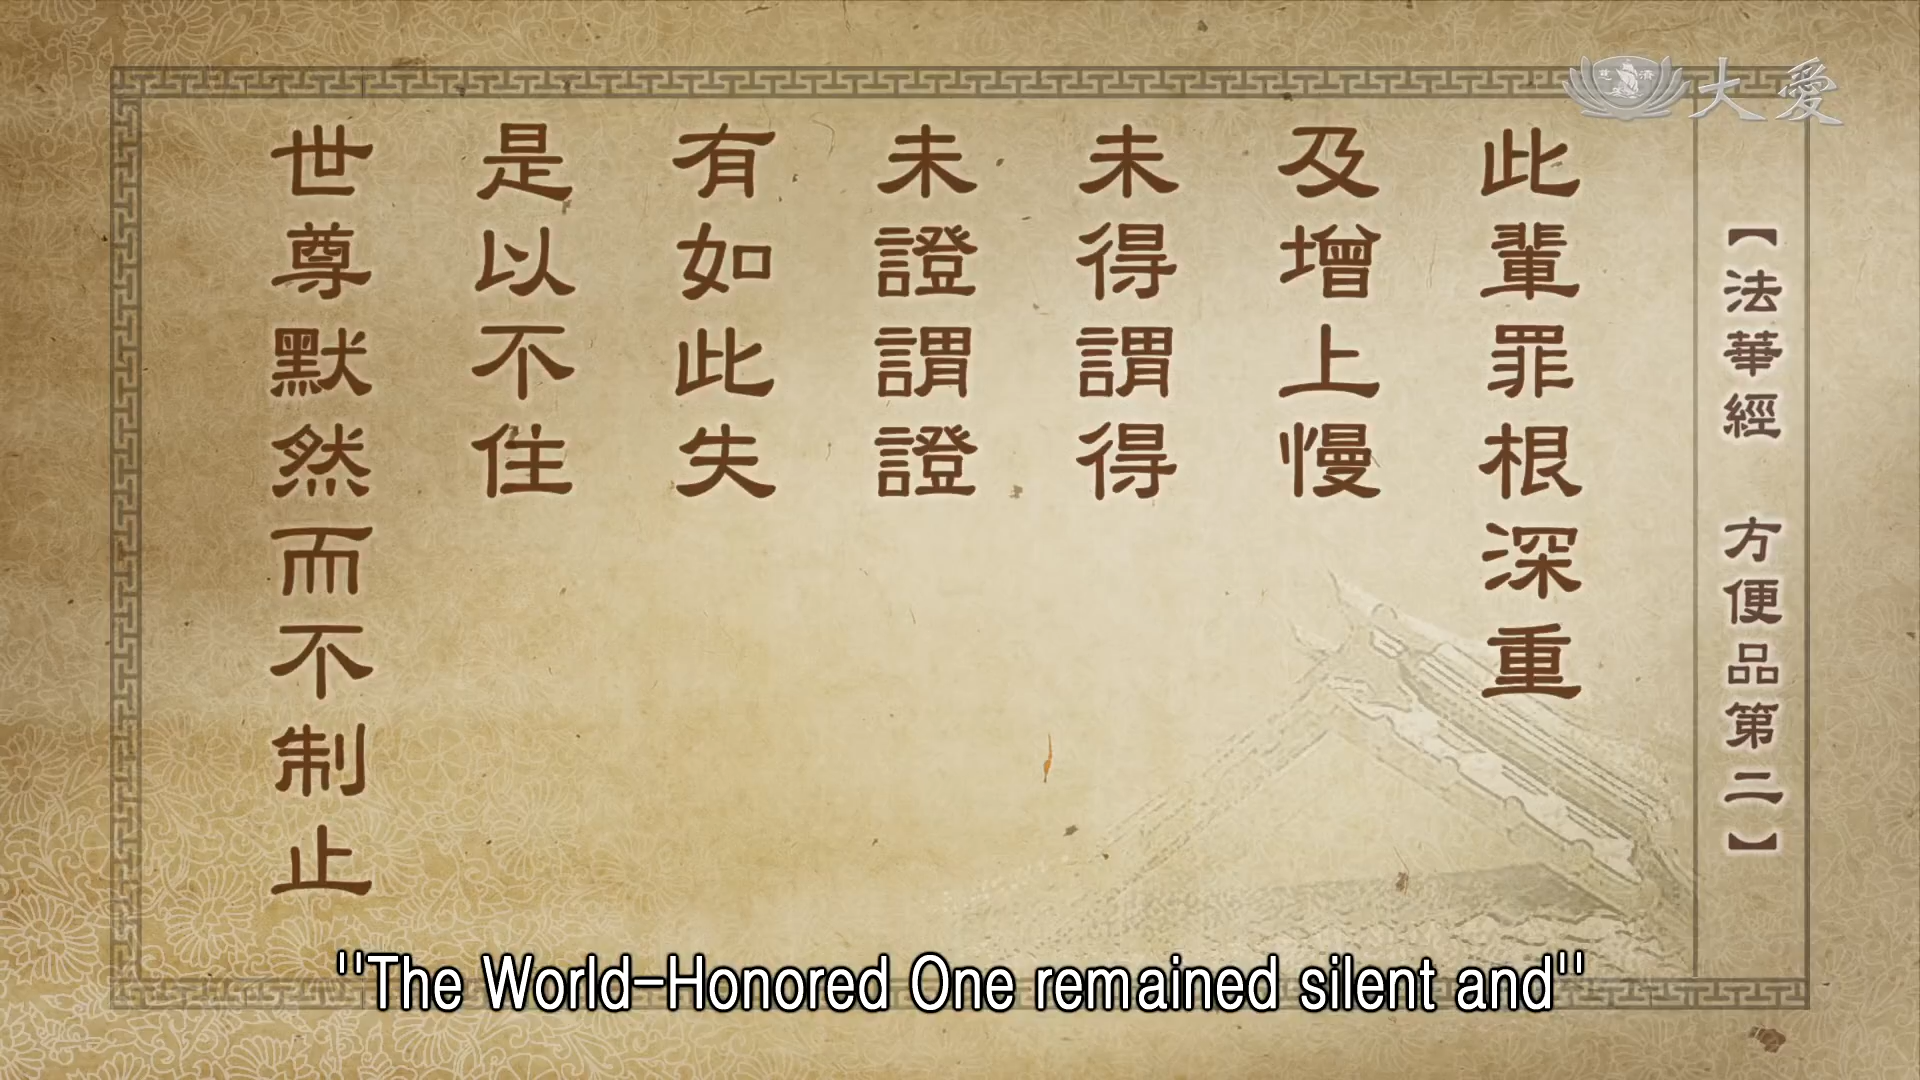 大愛
【法華經 方便品第二】
此輩罪根深重
及增上慢
未得謂得
未證謂證
有如此失
是以不住
世尊默然而不制止
''The World-Honored One remained silent and''